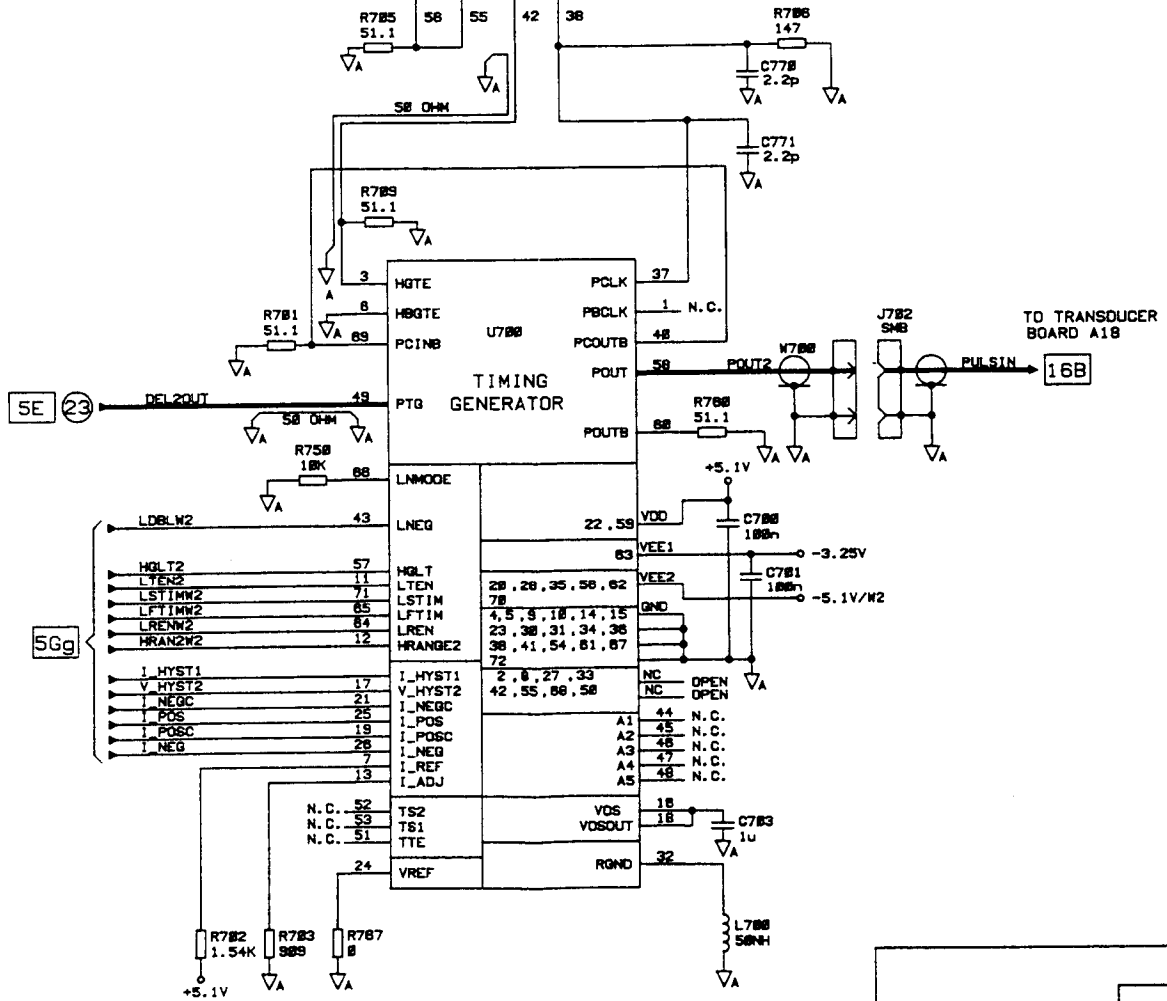 R705
51.1
A
58
55
42
38
R706
147
A
C770
2.2p
A
A
50 OHM
C771
2.2p
A
R709
51.1
A
A
3
HGTE
6
HBGTE
A
R701
51.1
A
69
PCINB
U700
TIMING
GENERATOR
PCLK
37
PBCLK
1
N.C.
PCOUTB
40
POUT
58
POUT2
W700
J702
SMB
TO TRANSDUCER
BOARD A18
PULSIN
16B
5E
23
DEL2OUT
49
PTG
A
50 OHM
A
POUTB
60
R760
51.1
A
A
A
R750
10K
A
68
LNMODE
+5.1V
LDBLW2
43
LNEG
22,59
VDD
C700
100n
63
VEE1
-3.25V
C701
100n
5Gg
HGLT2
57
HGLT
LTEN2
11
LTEN
LSTIMW2
71
LSTIM
LFTIMW2
65
LFTIM
LRENW2
64
LREN
HRAN2W2
12
HRANGE2
20,28,35,56,62
70
VEE2
-5.1V/W2
4,5,9,10,14,15
GND
23,30,31,34,36
38,41,54,61,67
72
A
I_HYST1
I_HYST1
V_HYST2
17
V_HYST2
I_NEGC
21
I_NEGC
I_POS
25
I_POS
I_POSC
19
I_POSC
I_NEG
26
I_NEG
7
I_REF
13
I_ADJ
2,8,27,33
NC
OPEN
42,55,68,50
NC
OPEN
A1
44
N.C.
A2
45
N.C.
A3
46
N.C.
A4
47
N.C.
A5
48
N.C.
N.C.
52
TS2
N.C.
53
TS1
N.C.
51
TTE
VOS
16
VOSOUT
18
C703
1u
A
24
VREF
RGND
32
L700
50NH
A
R702
1.54K
+5.1V
R703
909
A
R767
0
A